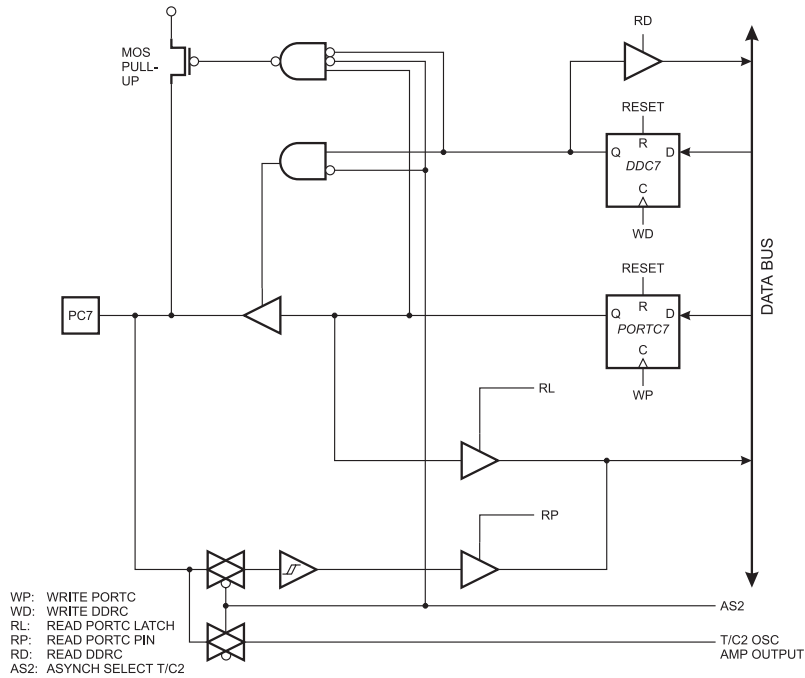 RD
MOS
PULL-
UP
RESET
R
Q
D
DDC7
C
WD
DATA BUS
RESET
R
PC7
Q
D
PORTC7
C
WP
RL
RP
WP: WRITE PORTC
WD: WRITE DDRC
RL: READ PORTC LATCH
RP: READ PORTC PIN
RD: READ DDRC
AS2: ASYNCH SELECT T/C2
AS2
T/C2 OSC
AMP OUTPUT